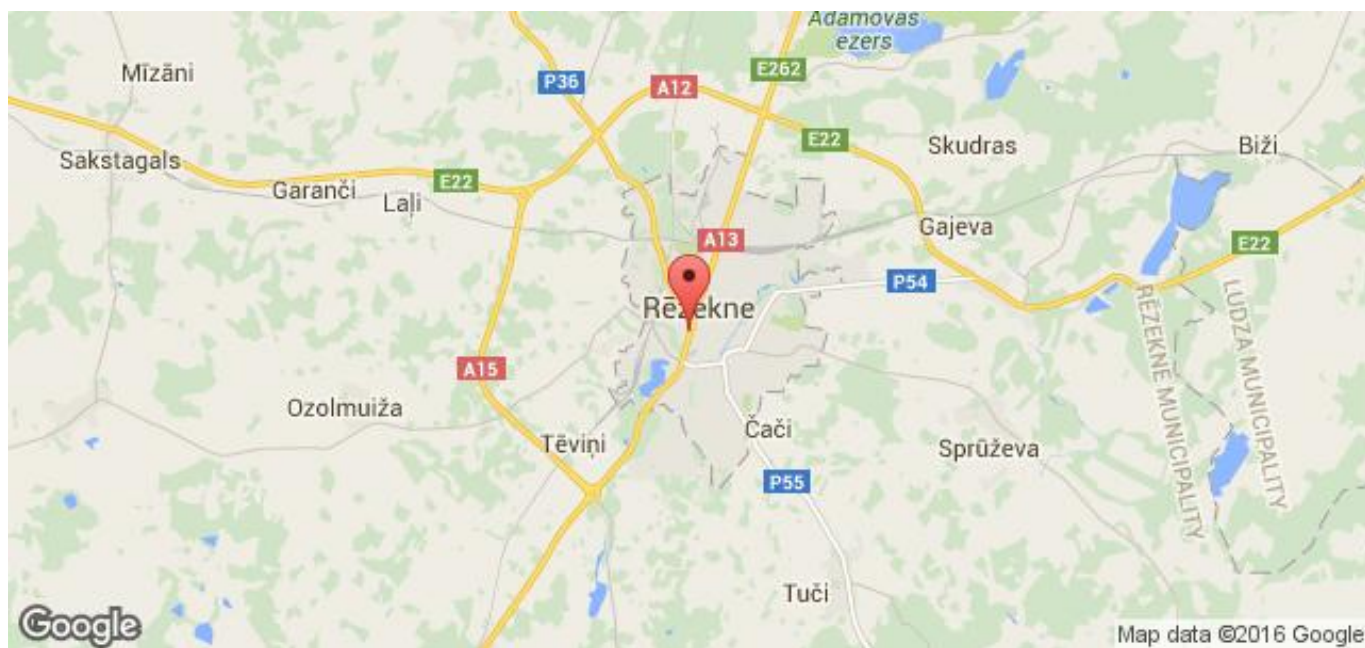 Adamovas
ezers
Mīzāni
E262
P36
A12
E22
Skudras
Biži
Sakstagals
E22
Garanči
Laļi
Gajeva
A13
E22
P54
Rēzekne
RĒZEKNE MUNICIPALITY
LUDZA MUNICIPALITY
A15
Ozolmuiža
Tēviņi
Čači
Sprūževa
P55
Tuči
Google
Map data ©2016 Google